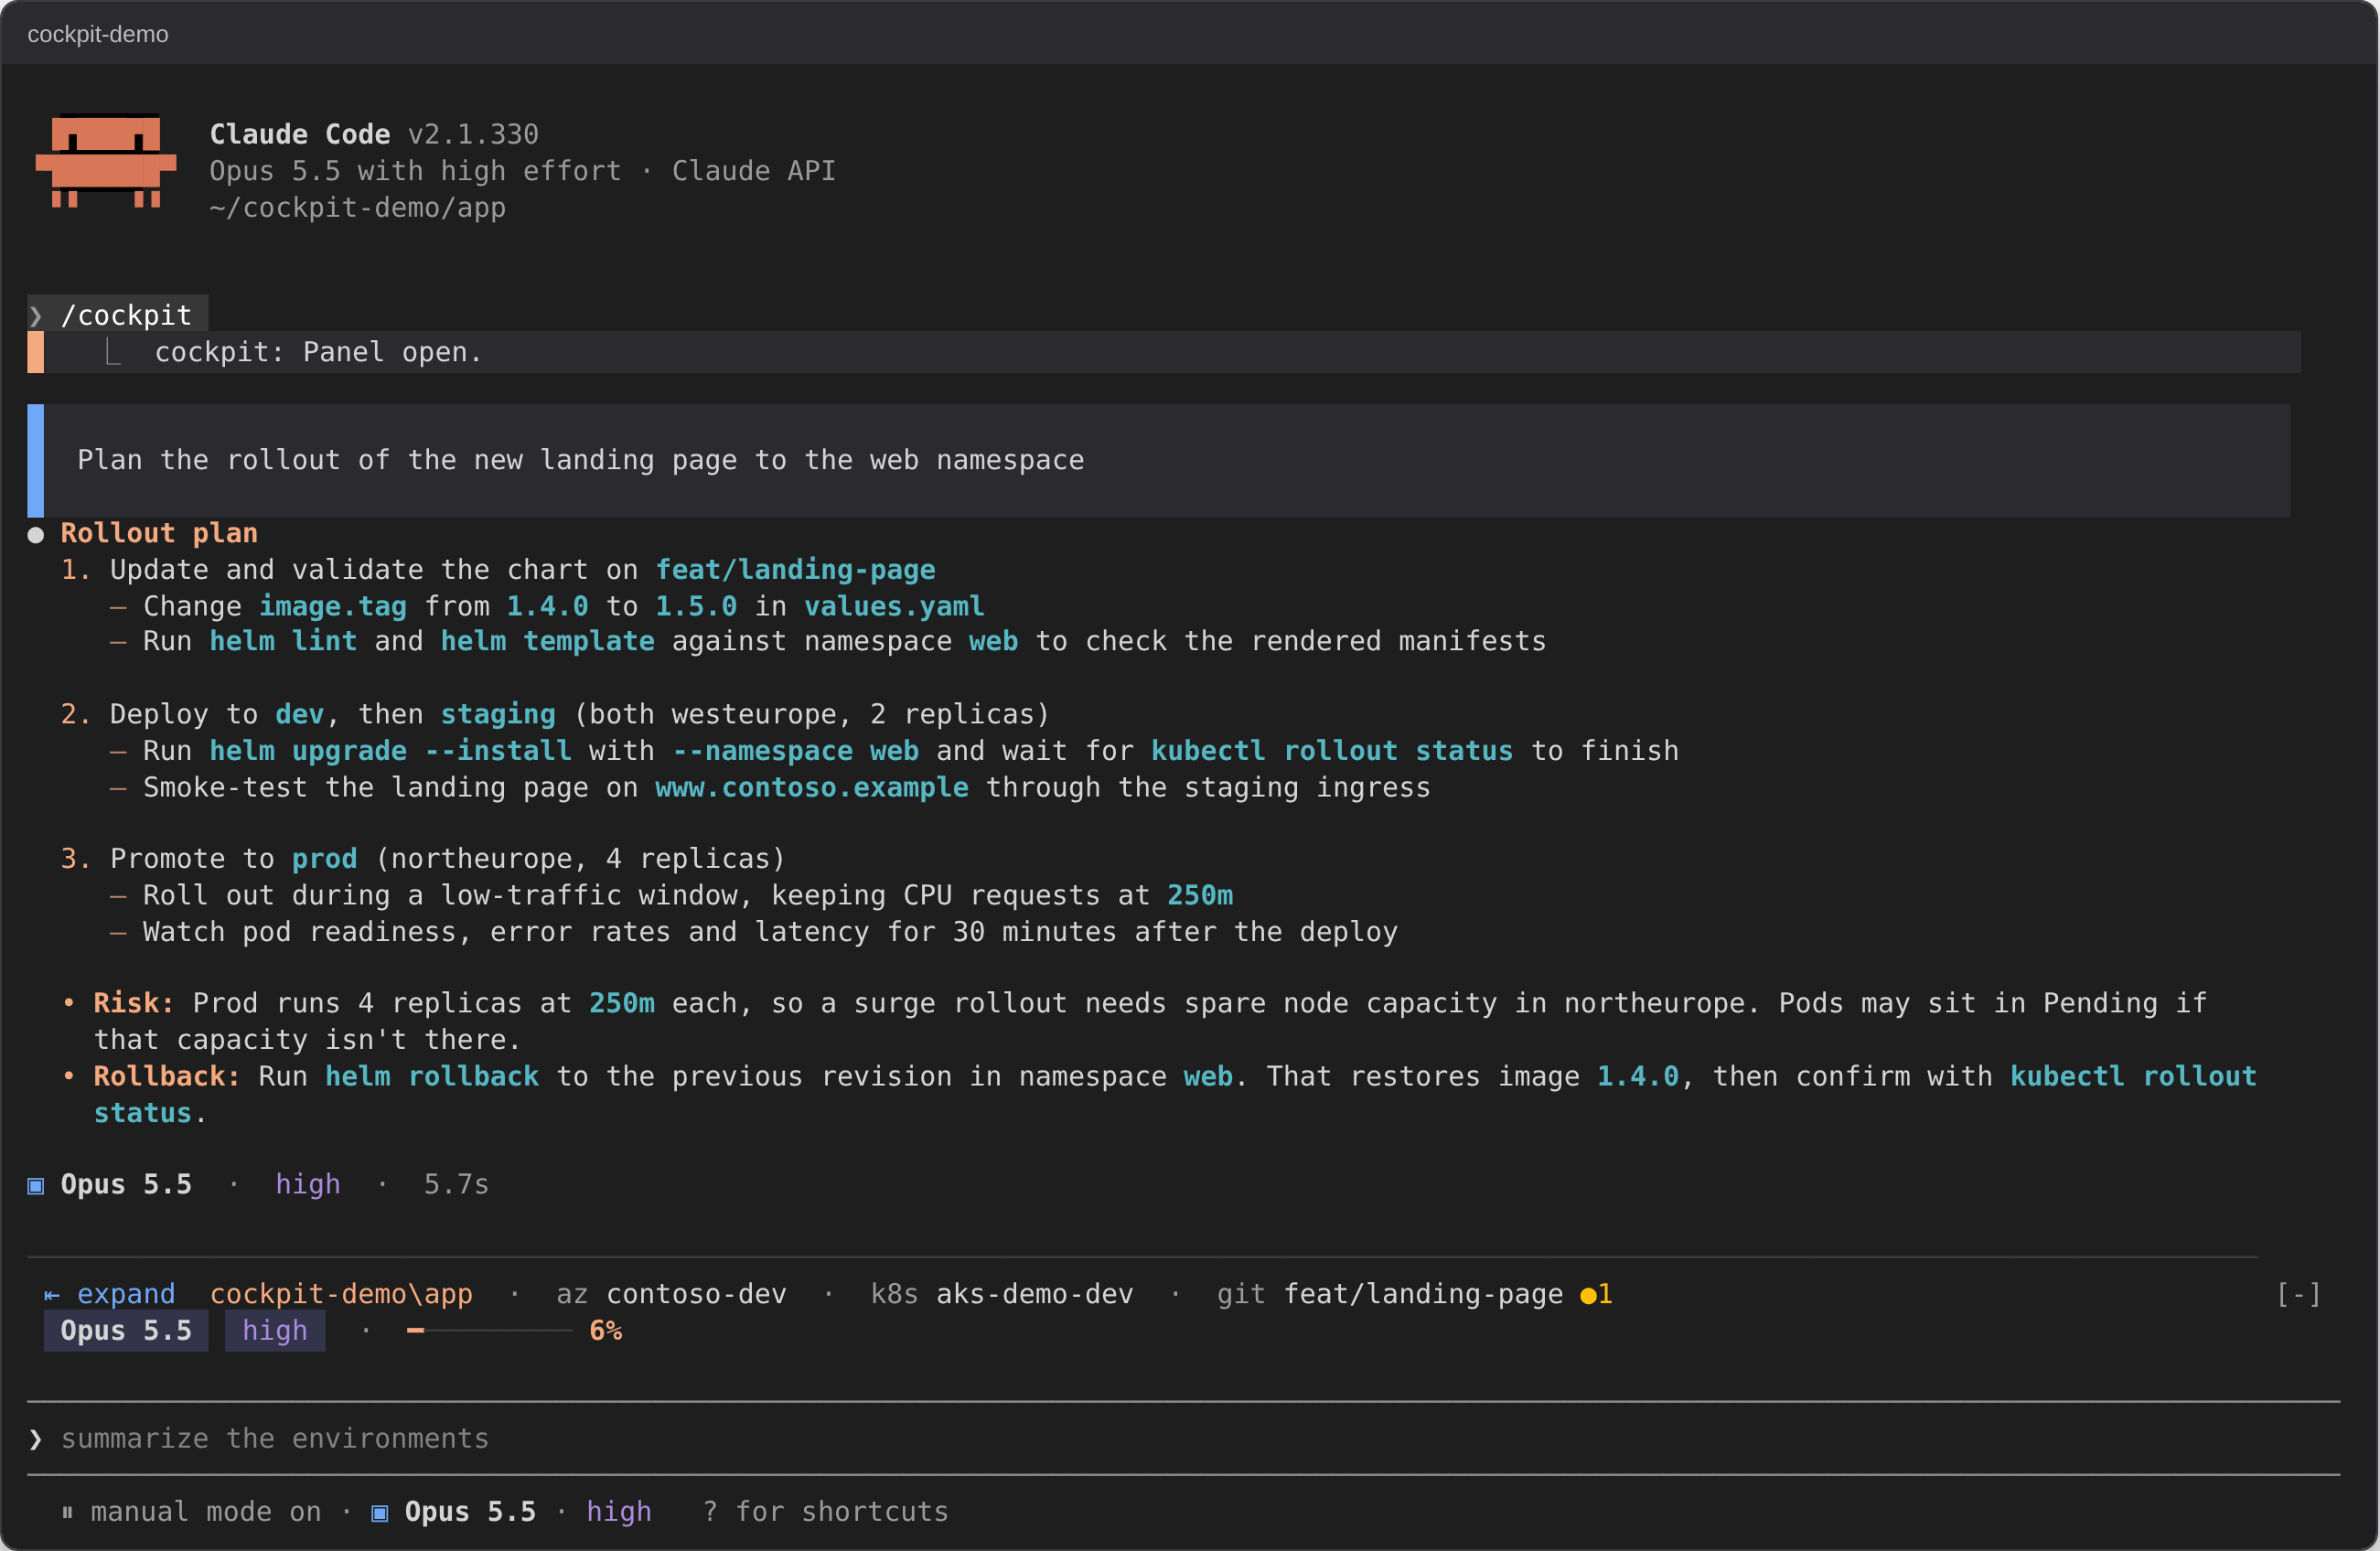 cockpit-demo
Claude Code v2.1.330
Opus 5.5 with high effort · Claude API
~/cockpit-demo/app
❯ /cockpit
⎿ cockpit: Panel open.
Plan the rollout of the new landing page to the web namespace
● Rollout plan
1. Update and validate the chart on feat/landing-page
– Change image.tag from 1.4.0 to 1.5.0 in values.yaml
– Run helm lint and helm template against namespace web to check the rendered manifests
2. Deploy to dev, then staging (both westeurope, 2 replicas)
– Run helm upgrade --install with --namespace web and wait for kubectl rollout status to finish
– Smoke-test the landing page on www.contoso.example through the staging ingress
3. Promote to prod (northeurope, 4 replicas)
– Roll out during a low-traffic window, keeping CPU requests at 250m
– Watch pod readiness, error rates and latency for 30 minutes after the deploy
• Risk: Prod runs 4 replicas at 250m each, so a surge rollout needs spare node capacity in northeurope. Pods may sit in Pending if
that capacity isn't there.
• Rollback: Run helm rollback to the previous revision in namespace web. That restores image 1.4.0, then confirm with kubectl rollout
status.
▣ Opus 5.5 · high · 5.7s
⇤ expand cockpit-demo\app · az contoso-dev · k8s aks-demo-dev · git feat/landing-page ●1 [-]
Opus 5.5 high · 6%
❯ summarize the environments
⏸ manual mode on · ▣ Opus 5.5 · high ? for shortcuts